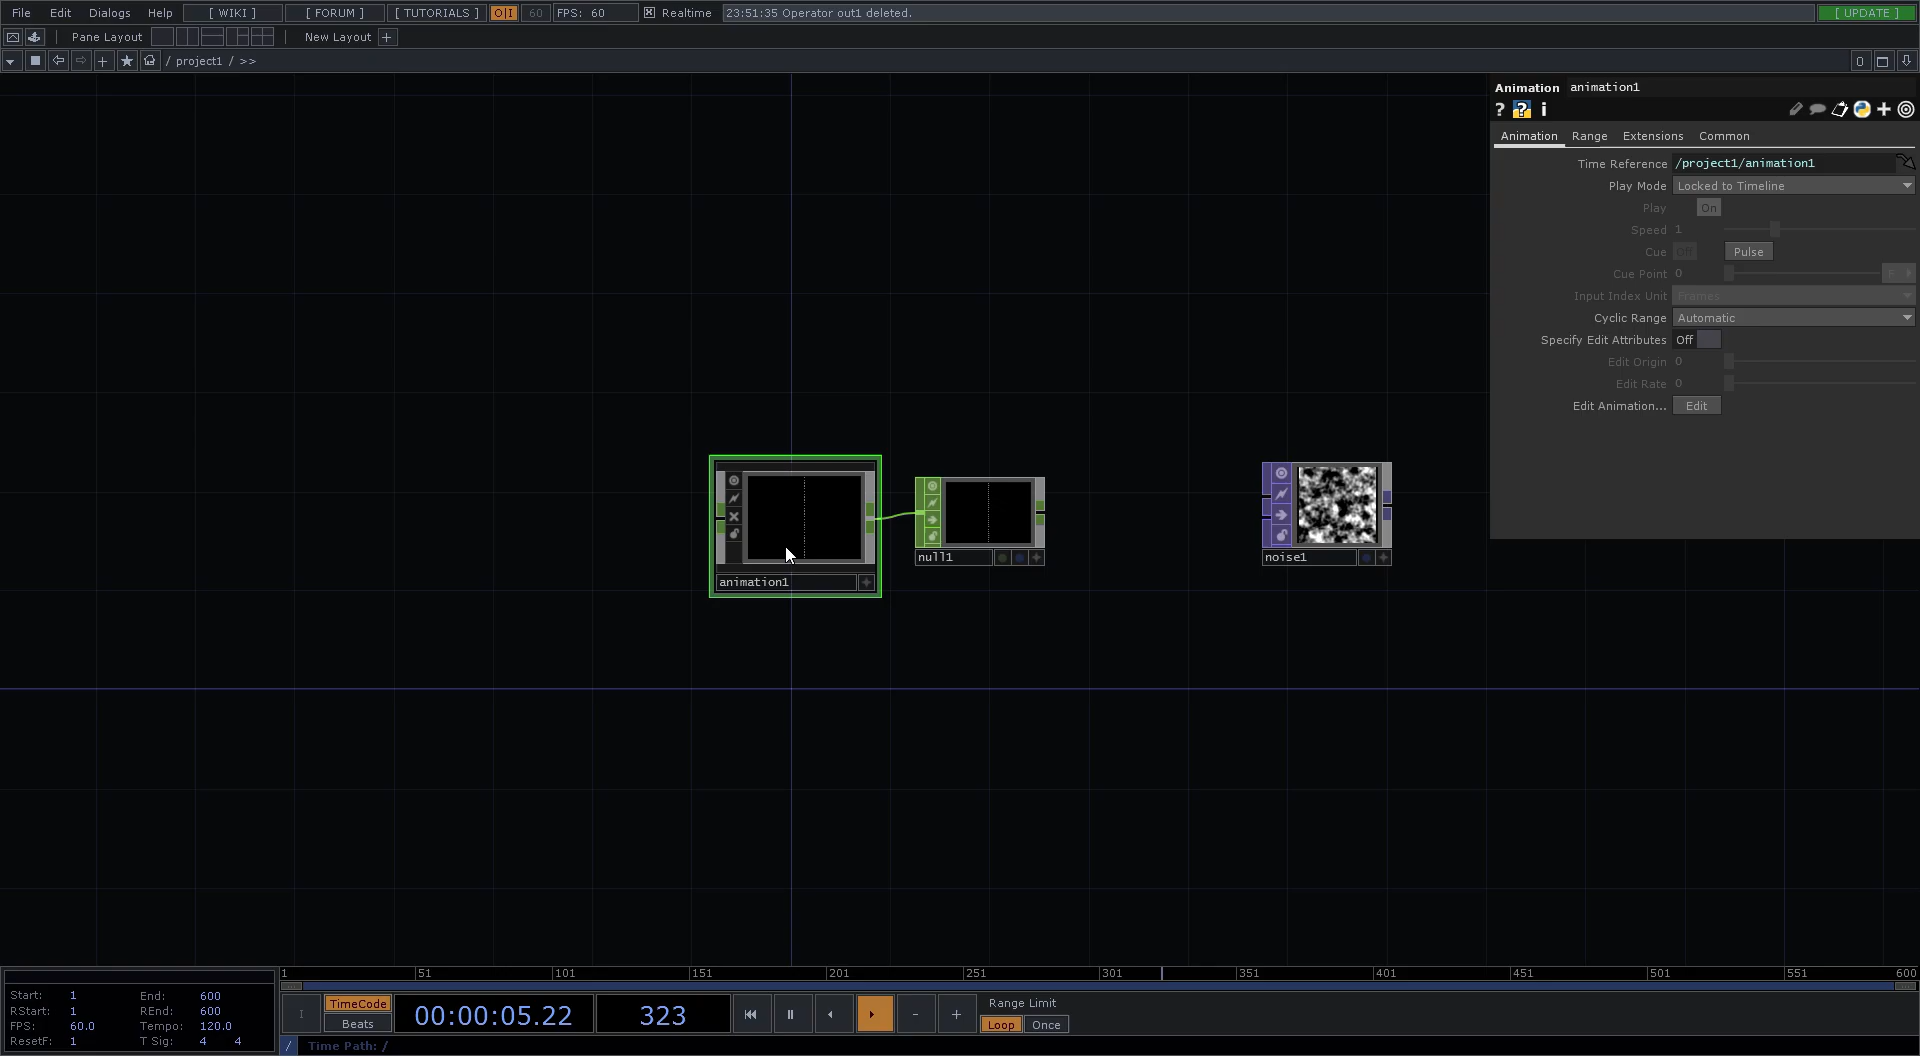 File Edit Dialogs Help [ WIKI ] [ FORUM ] [ TUTORIALS ] O|I 60 FPS: 60 Realtime 23:51:35 Operator out1 deleted. [ UPDATE ]
Pane Layout New Layout +
/ project1 / >> 0
Animation animation1
? ? i
Animation Range Extensions Common
Time Reference /project1/animation1
Play Mode Locked to Timeline
Play On
Speed 1
Cue Off Pulse
Cue Point 0
Input Index Unit Frames
Cyclic Range Automatic
Specify Edit Attributes Off
Edit Origin 0
Edit Rate 0
Edit Animation... Edit
null1
noise1
animation1
1 51 101 151 201 251 301 351 401 451 501 551 600
Start: 1 End: 600
RStart: 1 REnd: 600
FPS: 60.0 Tempo: 120.0
ResetF: 1 T Sig: 4 4
TimeCode
Beats
00:00:05.22
323
- +
Range Limit
Loop Once
/ Time Path: /